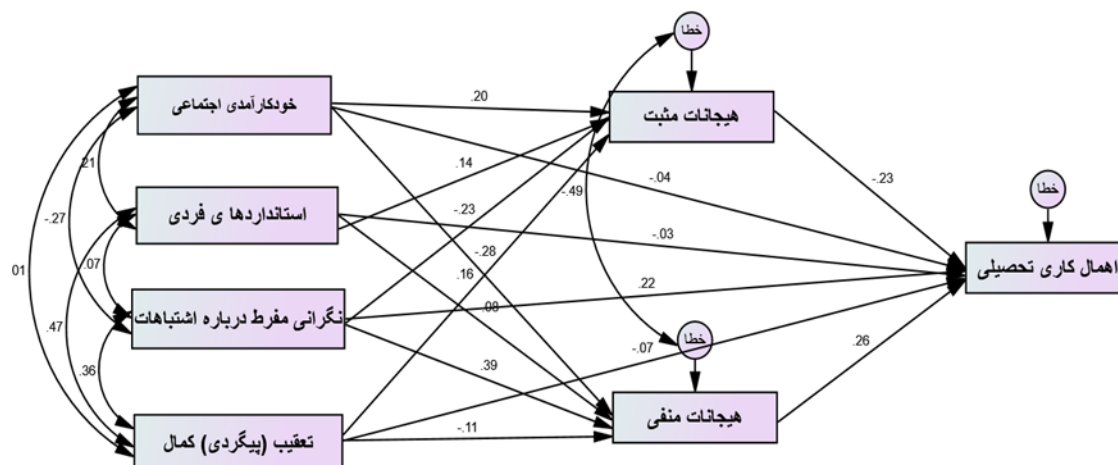 خطا
خودکارآمدی اجتماعی
.20
هیجانات مثبت
.14
-.49
-.04
-.23
خطا
.21
-.27
استانداردها ی فردی
-.23
-.28
-.03
اهمال کاری تحصیلی
.01
.07
.16
.08
.22
نگرانی مفرط درباره اشتباهات
.47
.36
.39
خطا
-.07
.26
تعقیب (پیگردی) کمال
-.11
هیجانات منفی